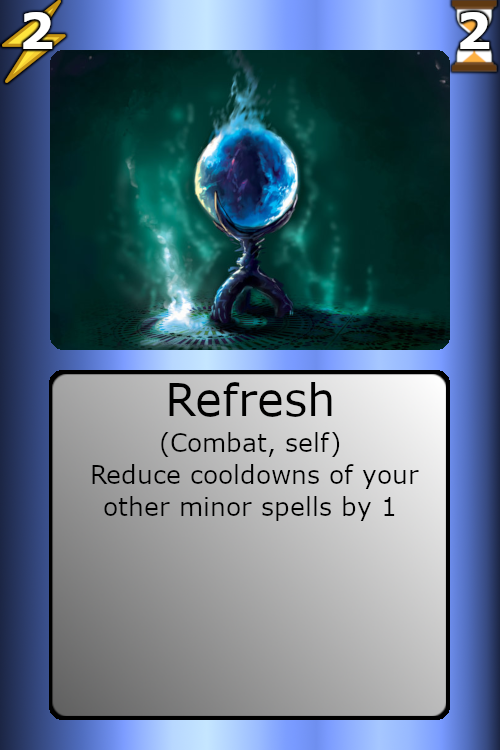 2
2
Refresh
(Combat, self)
Reduce cooldowns of your
other minor spells by 1